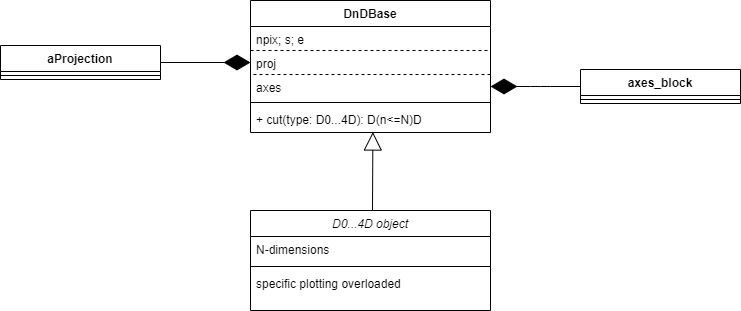 DnDBase
npix; s; e
aProjection
proj
axes
axes_block
+ cut(type: D0...4D): D(n<=N)D
D0...4D object
N-dimensions
specific plotting overloaded